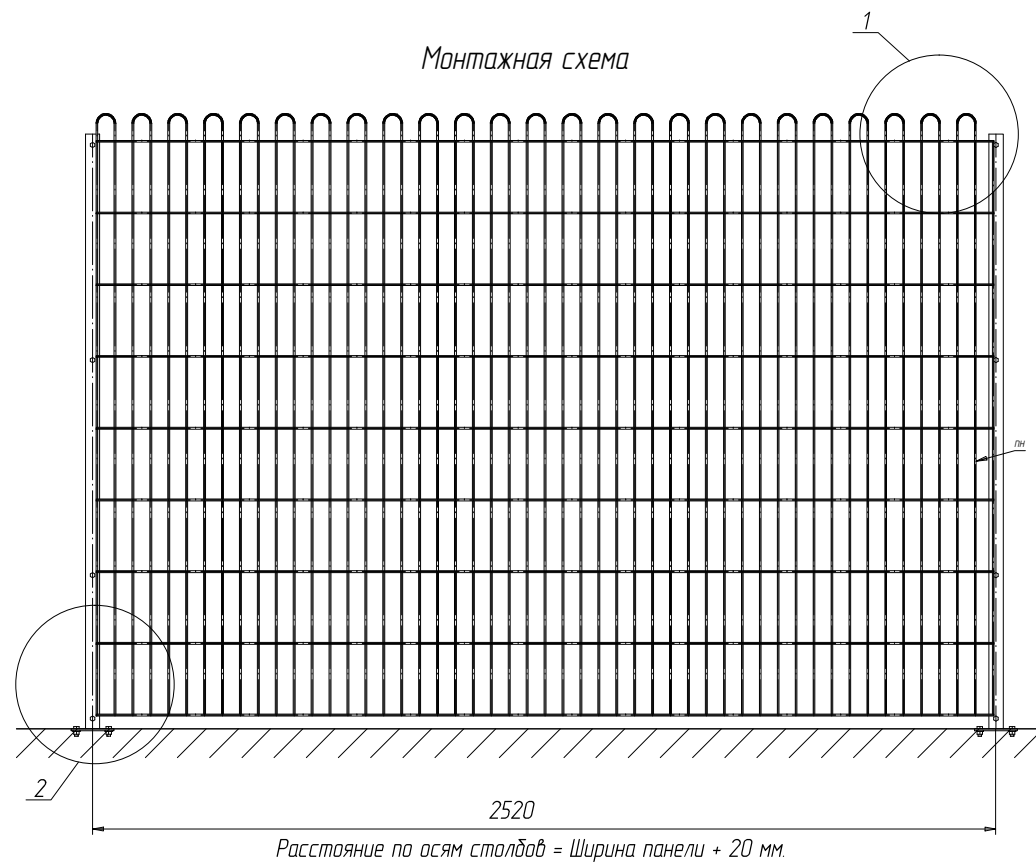 1
Монтажная схема
пн
2
2520
Расстояние по осям столбов = Ширина панели + 20 мм.